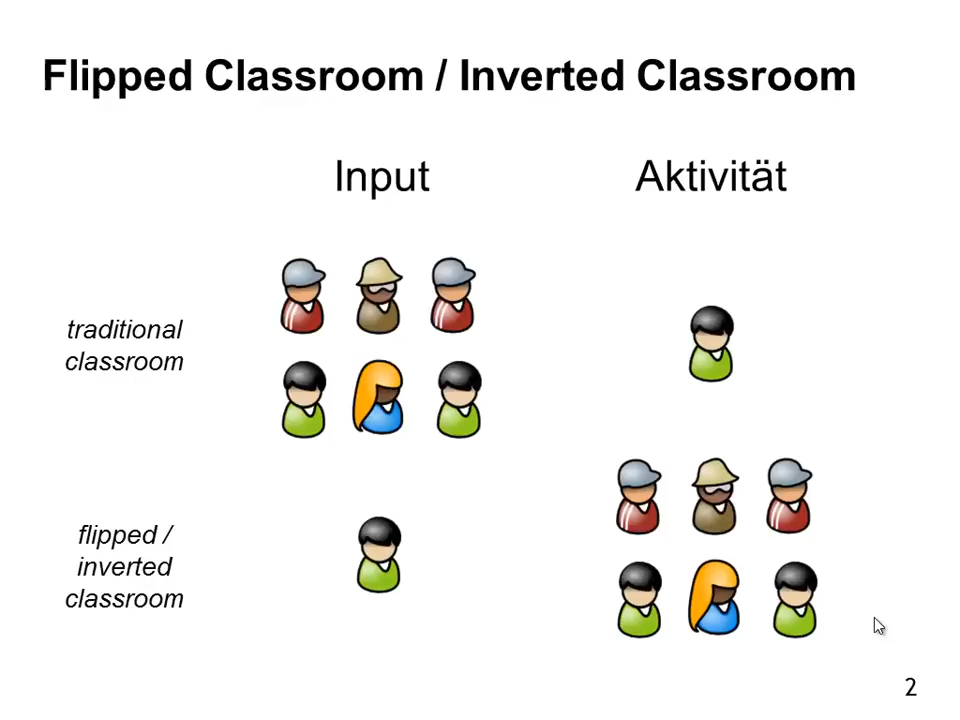 Flipped Classroom / Inverted Classroom
Input
Aktivität
traditional
classroom
flipped /
inverted
classroom
2